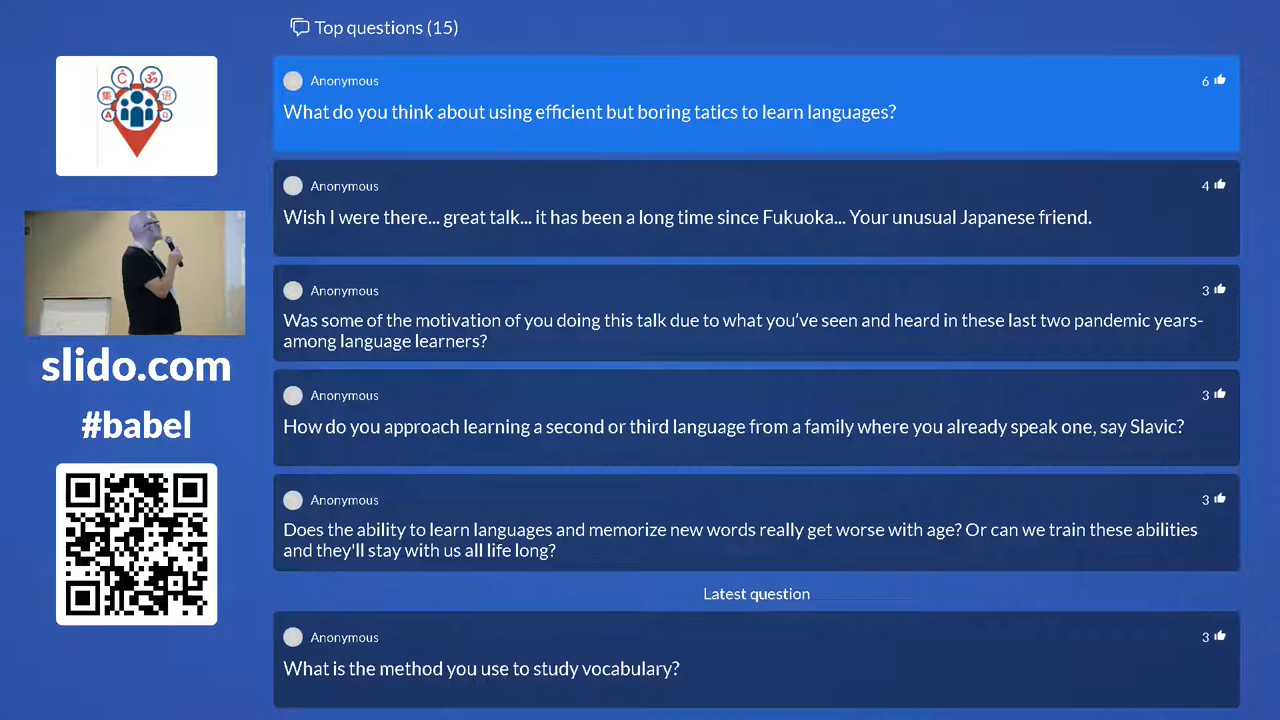 Top questions (15)
Anonymous
6
What do you think about using efficient but boring tatics to learn languages?
Anonymous
4
Wish I were there... great talk... it has been a long time since Fukuoka... Your unusual Japanese friend.
Anonymous
3
Was some of the motivation of you doing this talk due to what you've seen and heard in these last two pandemic years-
among language learners?
Anonymous
3
How do you approach learning a second or third language from a family where you already speak one, say Slavic?
Anonymous
3
Does the ability to learn languages and memorize new words really get worse with age? Or can we train these abilities
and they'll stay with us all life long?
Latest question
Anonymous
3
What is the method you use to study vocabulary?
Ĉ
ॐ
集
语
A
Ω
slido.com
#babel